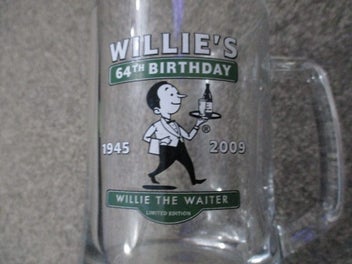 WILLIE'S
64TH BIRTHDAY
®
1945 2009
WILLIE THE WAITER
LIMITED EDITION